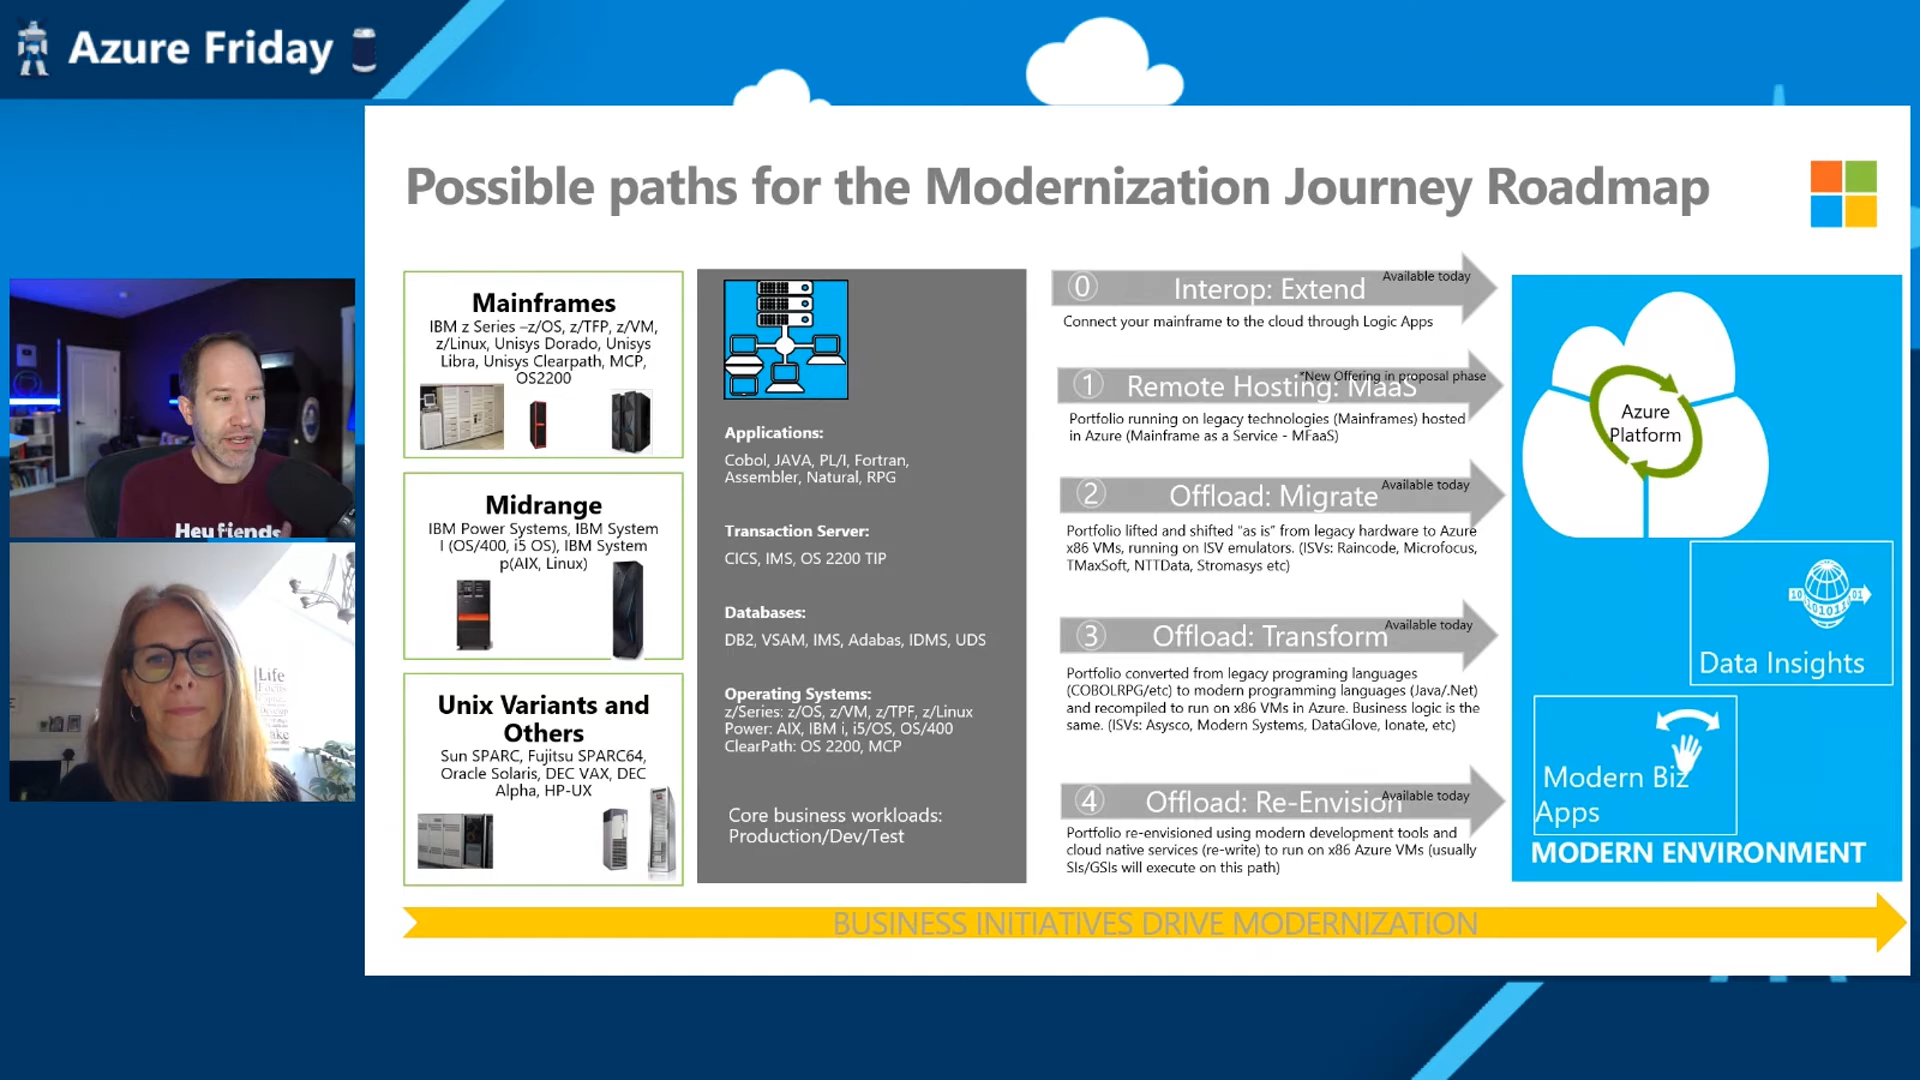 Azure Friday
Possible paths for the Modernization Journey Roadmap
Mainframes
IBM z Series –z/OS, z/TFP, z/VM,
z/Linux, Unisys Dorado, Unisys
Libra, Unisys Clearpath, MCP,
OS2200
Midrange
IBM Power Systems, IBM System
I (OS/400, i5 OS), IBM System
p(AIX, Linux)
Unix Variants and
Others
Sun SPARC, Fujitsu SPARC64,
Oracle Solaris, DEC VAX, DEC
Alpha, HP-UX
Applications:
Cobol, JAVA, PL/I, Fortran,
Assembler, Natural, RPG
Transaction Server:
CICS, IMS, OS 2200 TIP
Databases:
DB2, VSAM, IMS, Adabas, IDMS, UDS
Operating Systems:
z/Series: z/OS, z/VM, z/TPF, z/Linux
Power: AIX, IBM i, i5/OS, OS/400
ClearPath: OS 2200, MCP
Core business workloads:
Production/Dev/Test
0 Interop: Extend
Available today
Connect your mainframe to the cloud through Logic Apps
1 Remote Hosting: MaaS
*New Offering in proposal phase
Portfolio running on legacy technologies (Mainframes) hosted
in Azure (Mainframe as a Service - MFaaS)
2 Offload: Migrate
Available today
Portfolio lifted and shifted “as is” from legacy hardware to Azure
x86 VMs, running on ISV emulators. (ISVs: Raincode, Microfocus,
TMaxSoft, NTTData, Stromasys etc)
3 Offload: Transform
Available today
Portfolio converted from legacy programing languages
(COBOLRPG/etc) to modern programming languages (Java/.Net)
and recompiled to run on x86 VMs in Azure. Business logic is the
same. (ISVs: Asysco, Modern Systems, DataGlove, Ionate, etc)
4 Offload: Re-Envision
Available today
Portfolio re-envisioned using modern development tools and
cloud native services (re-write) to run on x86 Azure VMs (usually
SIs/GSIs will execute on this path)
Azure
Platform
10 01
101011
Data Insights
Modern Biz
Apps
MODERN ENVIRONMENT
BUSINESS INITIATIVES DRIVE MODERNIZATION
Hey fiends
Life